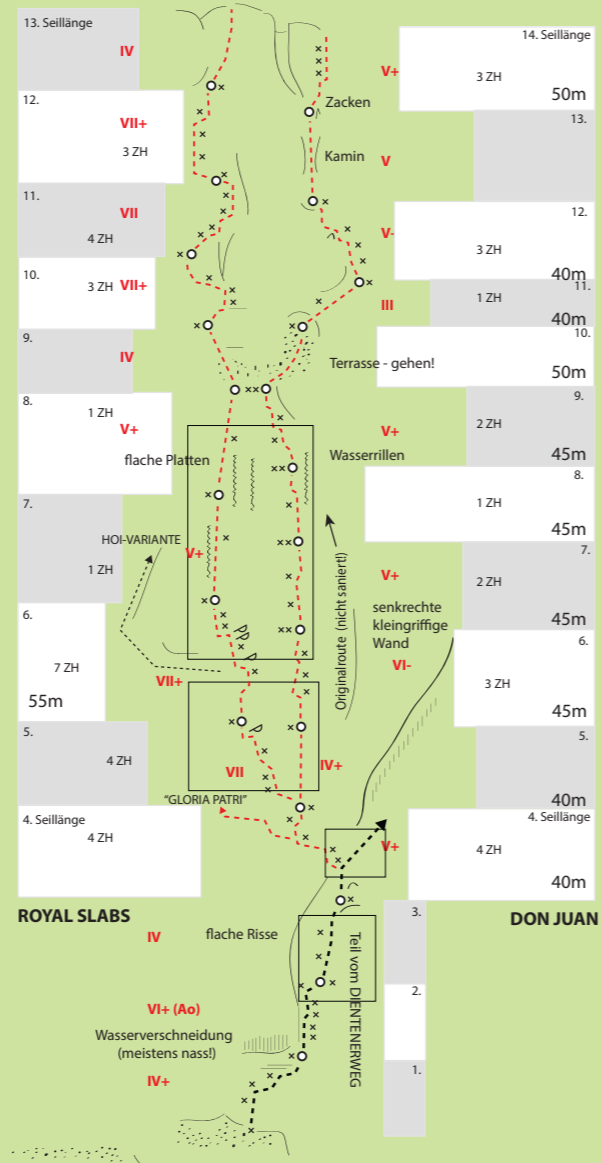 13. Seillänge
IV
12.
VII+
3 ZH
11.
VII
4 ZH
10.
3 ZH
VII+
9.
IV
8.
1 ZH
V+
flache Platten
7.
HOI-VARIANTE
V+
1 ZH
6.
7 ZH
55m
VII+
5.
4 ZH
VII
"GLORIA PATRI"
4. Seillänge
4 ZH
ROYAL SLABS
IV
flache Risse
VI+ (Ao)
Wasserverschneidung
(meistens nass!)
IV+
14. Seillänge
V+
3 ZH
50m
Zacken
13.
Kamin
V
12.
V-
3 ZH
40m
11.
III
1 ZH
40m
10.
Terrasse - gehen!
50m
9.
V+
2 ZH
45m
Wasserrillen
8.
1 ZH
45m
7.
V+
2 ZH
45m
Originalroute (nicht saniert!)
senkrechte
kleingriffige
Wand
6.
VI-
3 ZH
45m
5.
IV+
40m
4. Seillänge
V+
4 ZH
40m
DON JUAN
3.
2.
1.
Teil vom DIENTENERWEG